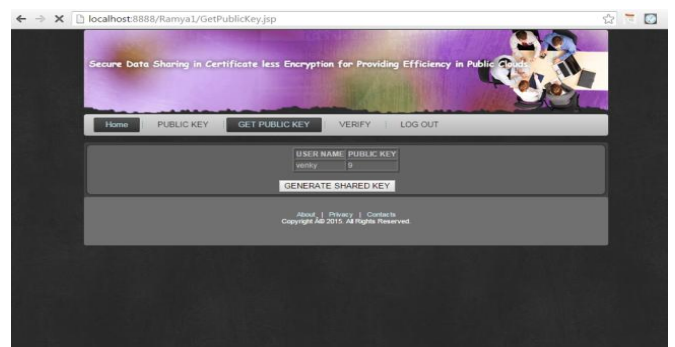 localhost:8888/Ramya1/GetPublicKey.jsp
Secure Data Sharing in Certificate less Encryption for Providing Efficiency in Public Clouds
Home | PUBLIC KEY | GET PUBLIC KEY | VERIFY | LOG OUT
USER NAME PUBLIC KEY
venky 9
GENERATE SHARED KEY
About | Privacy | Contacts
Copyright Â© 2015. All Rights Reserved.